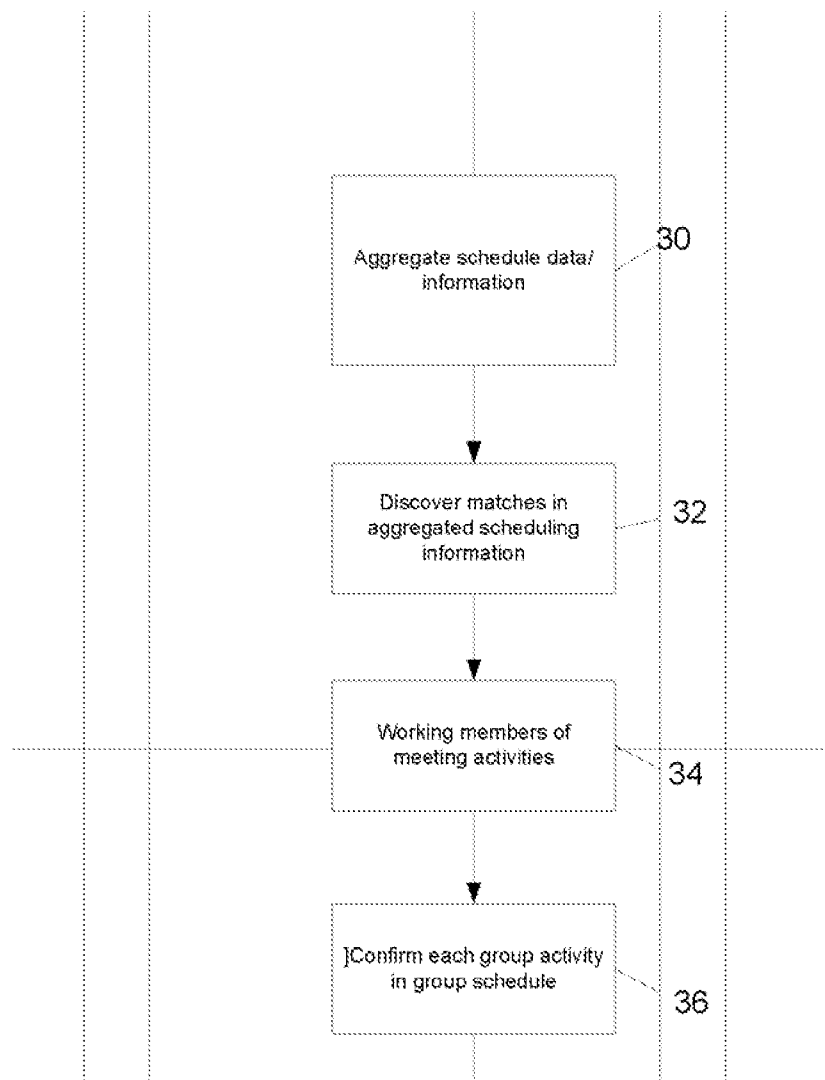 Aggregate schedule data/
information
30
Discover matches in
aggregated scheduling
information
32
Working members of
meeting activities
34
]Confirm each group activity
in group schedule
36